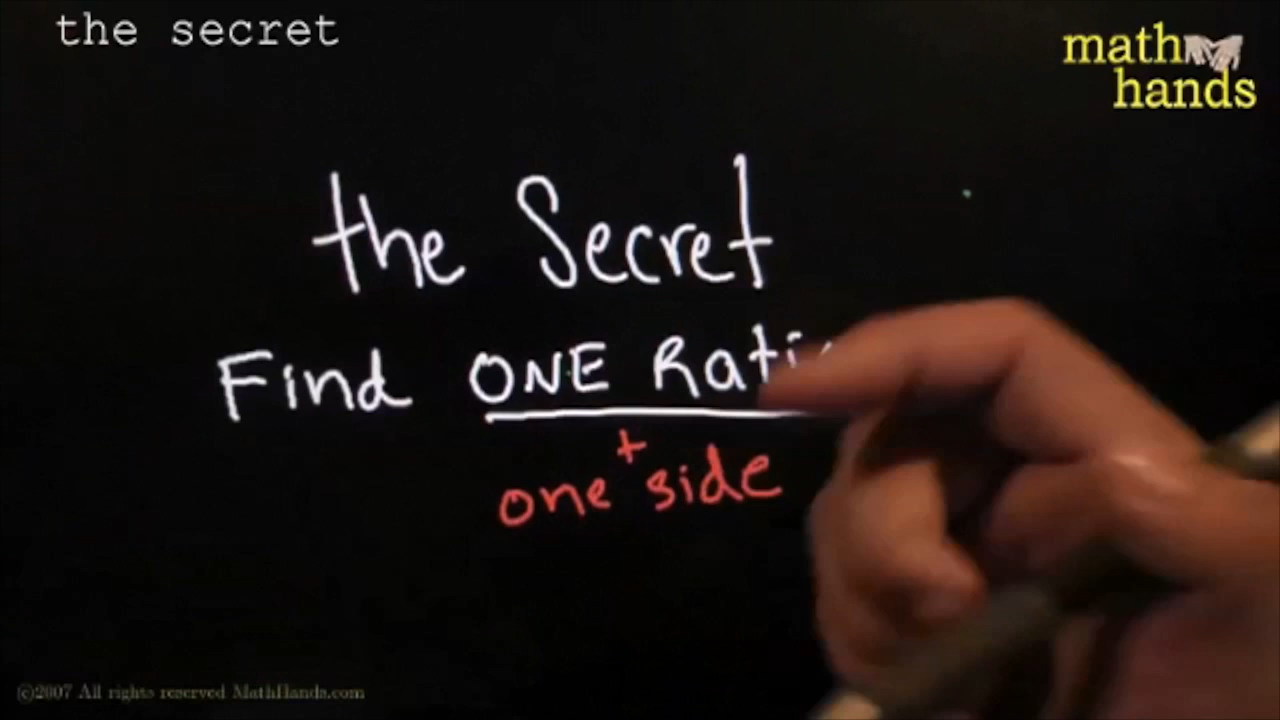 the secret
math
hands
the Secret
Find ONE
+
one side
©2007 All rights reserved MathHands.com